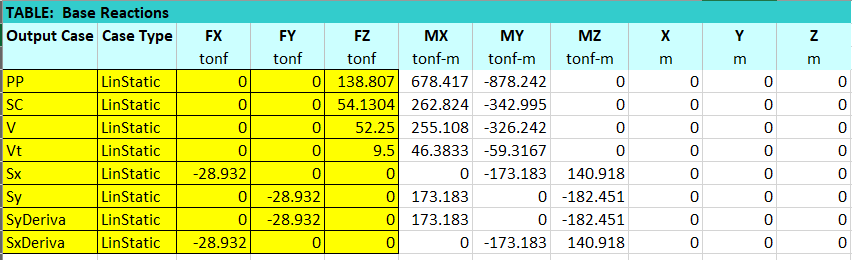 TABLE: Base Reactions
Output Case Case Type FX FY FZ MX MY MZ X Y Z
tonf tonf tonf tonf-m tonf-m tonf-m m m m
PP LinStatic 0 0 138.807 678.417 -878.242 0 0 0 0
SC LinStatic 0 0 54.1304 262.824 -342.995 0 0 0 0
V LinStatic 0 0 52.25 255.108 -326.242 0 0 0 0
Vt LinStatic 0 0 9.5 46.3833 -59.3167 0 0 0 0
Sx LinStatic -28.932 0 0 0 -173.183 140.918 0 0 0
Sy LinStatic 0 -28.932 0 173.183 0 -182.451 0 0 0
SyDeriva LinStatic 0 -28.932 0 173.183 0 -182.451 0 0 0
SxDeriva LinStatic -28.932 0 0 0 -173.183 140.918 0 0 0